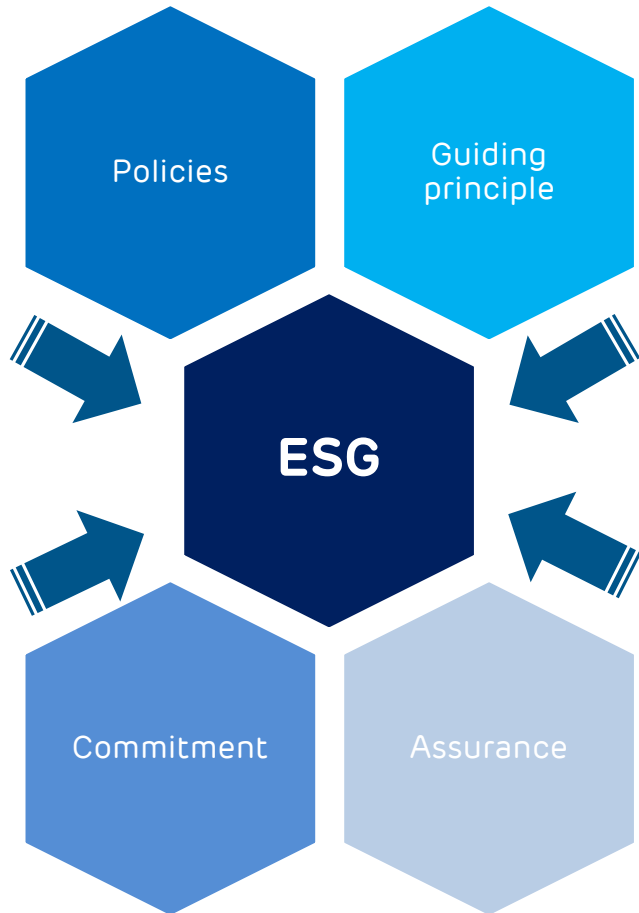 Policies
Guiding
principle
ESG
Commitment
Assurance